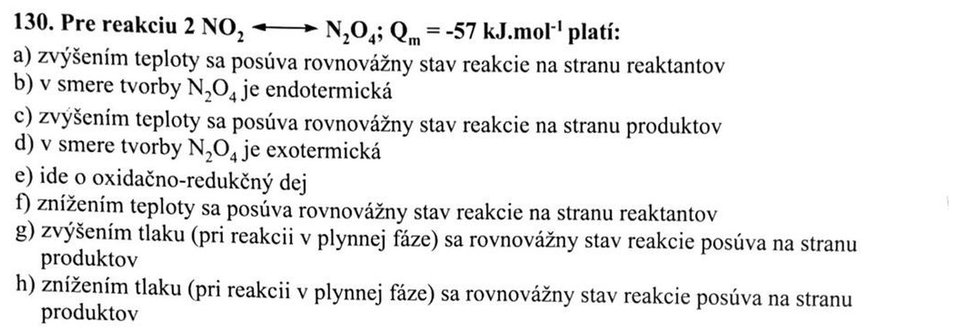 130. Pre reakciu 2 NO₂ ⟷ N₂O₄; Qₘ = -57 kJ.mol⁻¹ platí:
a) zvýšením teploty sa posúva rovnovážny stav reakcie na stranu reaktantov
b) v smere tvorby N₂O₄ je endotermická
c) zvýšením teploty sa posúva rovnovážny stav reakcie na stranu produktov
d) v smere tvorby N₂O₄ je exotermická
e) ide o oxidačno-redukčný dej
f) znížením teploty sa posúva rovnovážny stav reakcie na stranu reaktantov
g) zvýšením tlaku (pri reakcii v plynnej fáze) sa rovnovážny stav reakcie posúva na stranu
produktov
h) znížením tlaku (pri reakcii v plynnej fáze) sa rovnovážny stav reakcie posúva na stranu
produktov